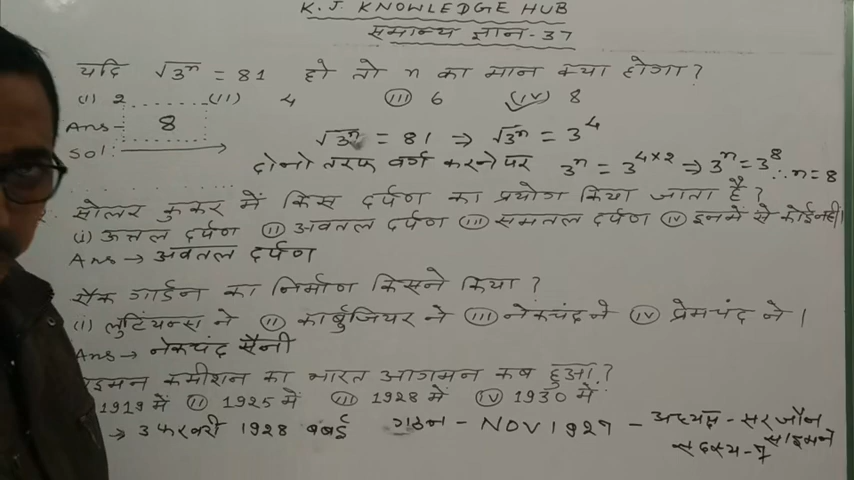 K.J KNOWLEDGE HUB
समान्य ज्ञान-37
यदि √3ⁿ = 81 हो तो n का मान क्या होगा?
(i) 2 (ii) 4 (iii) 6 (iv) 8
Ans- 8
Sol:
√3ⁿ = 81 ⇒ √3ⁿ = 3⁴
दोनो तरफ वर्ग करने पर 3ⁿ = 3⁴ˣ² ⇒ 3ⁿ = 3⁸ ∴ n = 8
सोलर कुकर में किस दर्पण का प्रयोग किया जाता है?
(i) उत्तल दर्पण (ii) अवतल दर्पण (iii) समतल दर्पण (iv) इनमे से कोई नहीं।
Ans → अवतल दर्पण
रॉक गार्डन का निर्माण किसने किया?
(i) लुटियन्स ने (ii) कार्बुजियर ने (iii) नेकचंद ने (iv) प्रेमचंद ने।
Ans → नेकचंद सैनी
कमीशन का भारत आगमन कब हुआ?
1919 में (ii) 1925 में (iii) 1928 में (iv) 1930 में
→ 3 फरवरी 1928 बंबई गठन - NOV 1927 - अध्यक्ष - सर जॉन साइमन
सदस्य - 7